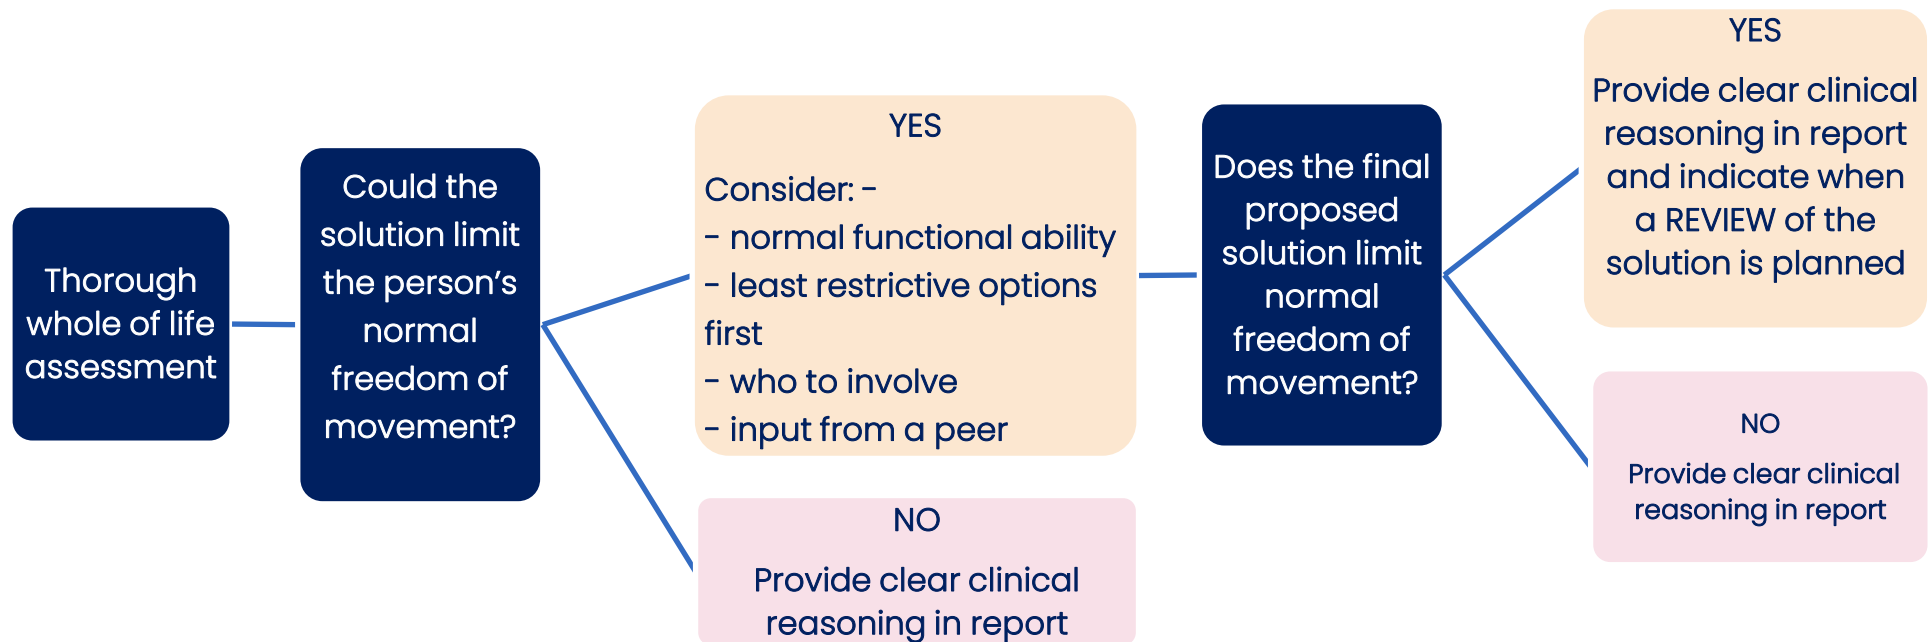 Thorough
whole of life
assessment
Could the
solution limit
the person’s
normal
freedom of
movement?
YES
Consider: -
- normal functional ability
- least restrictive options
first
- who to involve
- input from a peer
NO
Provide clear clinical
reasoning in report
Does the final
proposed
solution limit
normal
freedom of
movement?
YES
Provide clear clinical
reasoning in report
and indicate when
a REVIEW of the
solution is planned
NO
Provide clear clinical
reasoning in report